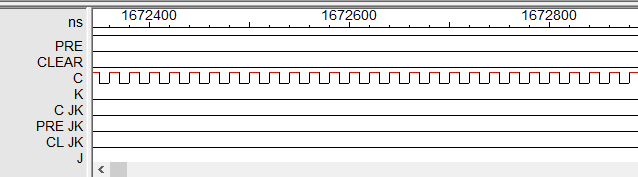 ns 1672400 1672600 1672800
PRE
CLEAR
C
K
C JK
PRE JK
CL JK
J